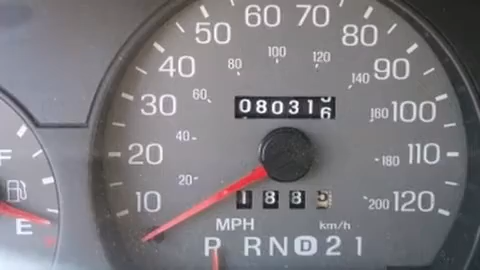 60 70
50 80
100
80 120
40 90
140
60
30 080316 100
160
40
20 110
180
20
10 1885 120
200
MPH km/h
P R N D 2 1
F
E